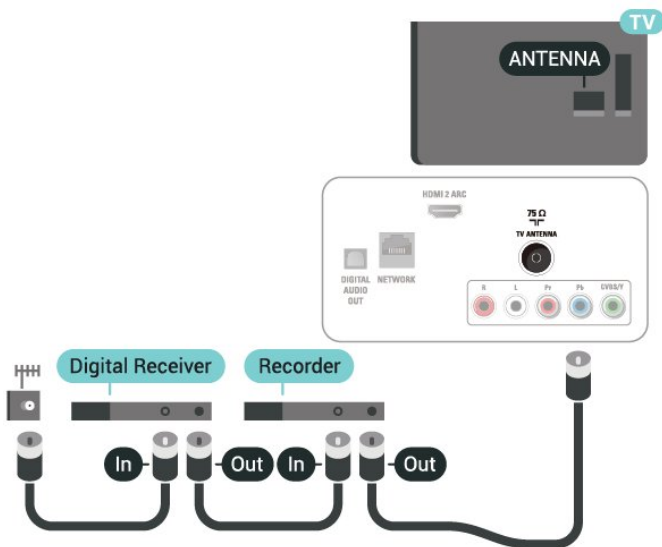 TV
ANTENNA
HDMI 2 ARC
75 Ω
TV ANTENNA
DIGITAL
AUDIO
OUT
NETWORK
R L Pr Pb CVBS/Y
Digital Receiver
Recorder
In
Out
In
Out